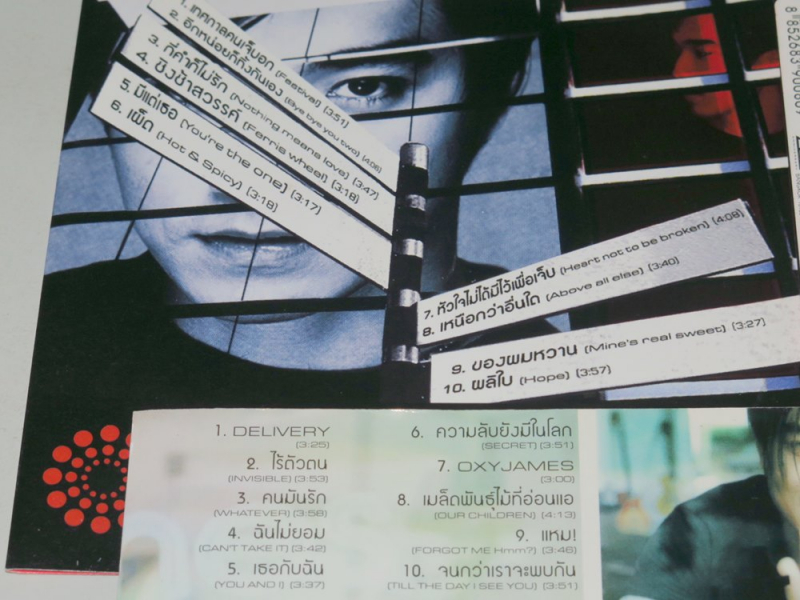 1. เทศกาลคนเจ็บอก (Festival) (3:51)
2. อีกหน่อยก็ทิ้งกันเอง (Bye bye you two) (4:06)
3. กี่คำก็ไม่รัก (Nothing means love) (3:47)
4. ชิงช้าสวรรค์ (Ferris wheel) (3:18)
5. มีแต่เธอ (You're the one) (3:17)
6. เผ็ด (Hot & Spicy) (3:18)
7. หัวใจไม่ได้มีไว้เพื่อเจ็บ (Heart not to be broken) (4:08)
8. เหนือกว่าอื่นใด (Above all else) (3:40)
9. ของผมหวาน (Mine's real sweet) (3:27)
10. ผลิใบ (Hope) (3:57)
1. DELIVERY
(3:25)
2. ไร้ตัวตน
(INVISIBLE) (3:53)
3. คนมันรัก
(WHATEVER) (3:58)
4. ฉันไม่ยอม
(CAN'T TAKE IT) (3:42)
5. เธอกับฉัน
(YOU AND I) (3:37)
6. ความลับยังมีในโลก
(SECRET) (3:51)
7. OXYJAMES
(3:00)
8. เมล็ดพันธุ์ไม้ที่อ่อนแอ
(OUR CHILDREN) (4:13)
9. แหม!
(FORGOT ME Hmm?) (3:46)
10. จนกว่าเราจะพบกัน
(TILL THE DAY I SEE YOU) (3:51)